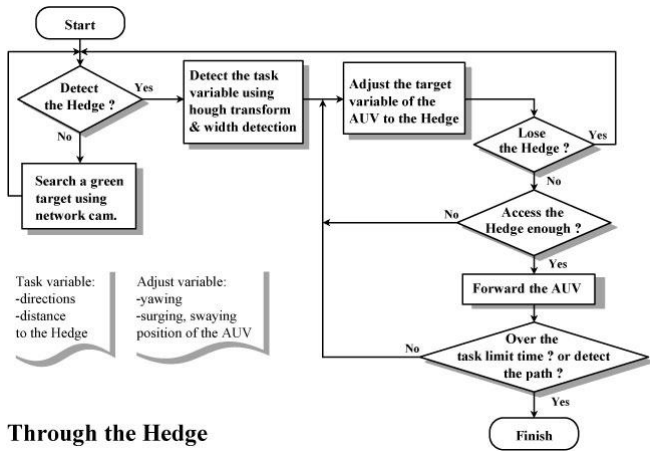 Start
Detect
the Hedge ?
Yes
No
Search a green
target using
network cam.
Detect the task
variable using
hough transform
& width detection
Adjust the target
variable of the
AUV to the Hedge
Lose
the Hedge ?
Yes
No
Access the
Hedge enough ?
No
Yes
Forward the AUV
Over the
task limit time ? or detect
the path ?
No
Yes
Finish
Task variable:
-directions
-distance
to the Hedge
Adjust variable:
-yawing
-surging, swaying
position of the AUV
Through the Hedge